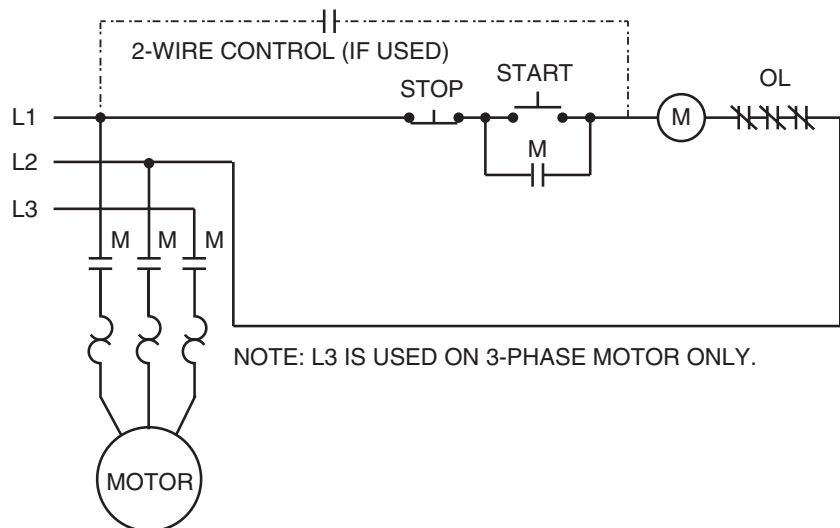 2-WIRE CONTROL (IF USED)
STOP
START
OL
L1
M
M
L2
L3
M
M
M
NOTE: L3 IS USED ON 3-PHASE MOTOR ONLY.
MOTOR